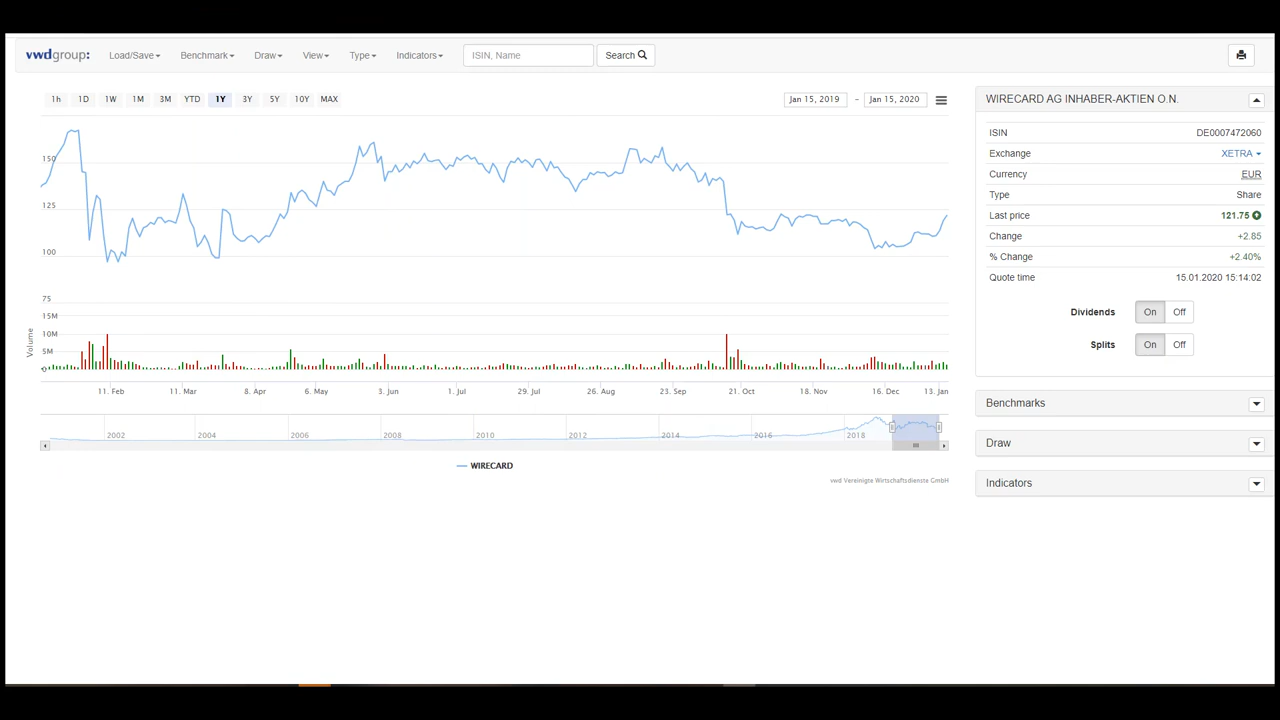 vwdgroup: Load/Save Benchmark Draw View Type Indicators ISIN, Name Search
1h 1D 1W 1M 3M YTD 1Y 3Y 5Y 10Y MAX Jan 15, 2019 – Jan 15, 2020
150
125
100
75
15M
10M
5M
0
Volume
11. Feb 11. Mar 8. Apr 6. May 3. Jun 1. Jul 29. Jul 26. Aug 23. Sep 21. Oct 18. Nov 16. Dec 13. Jan
2002 2004 2006 2008 2010 2012 2014 2016 2018
WIRECARD
vwd Vereinigte Wirtschaftsdienste GmbH
WIRECARD AG INHABER-AKTIEN O.N.
ISIN DE0007472060
Exchange XETRA
Currency EUR
Type Share
Last price 121.75
Change +2.85
% Change +2.40%
Quote time 15.01.2020 15:14:02
Dividends On Off
Splits On Off
Benchmarks
Draw
Indicators